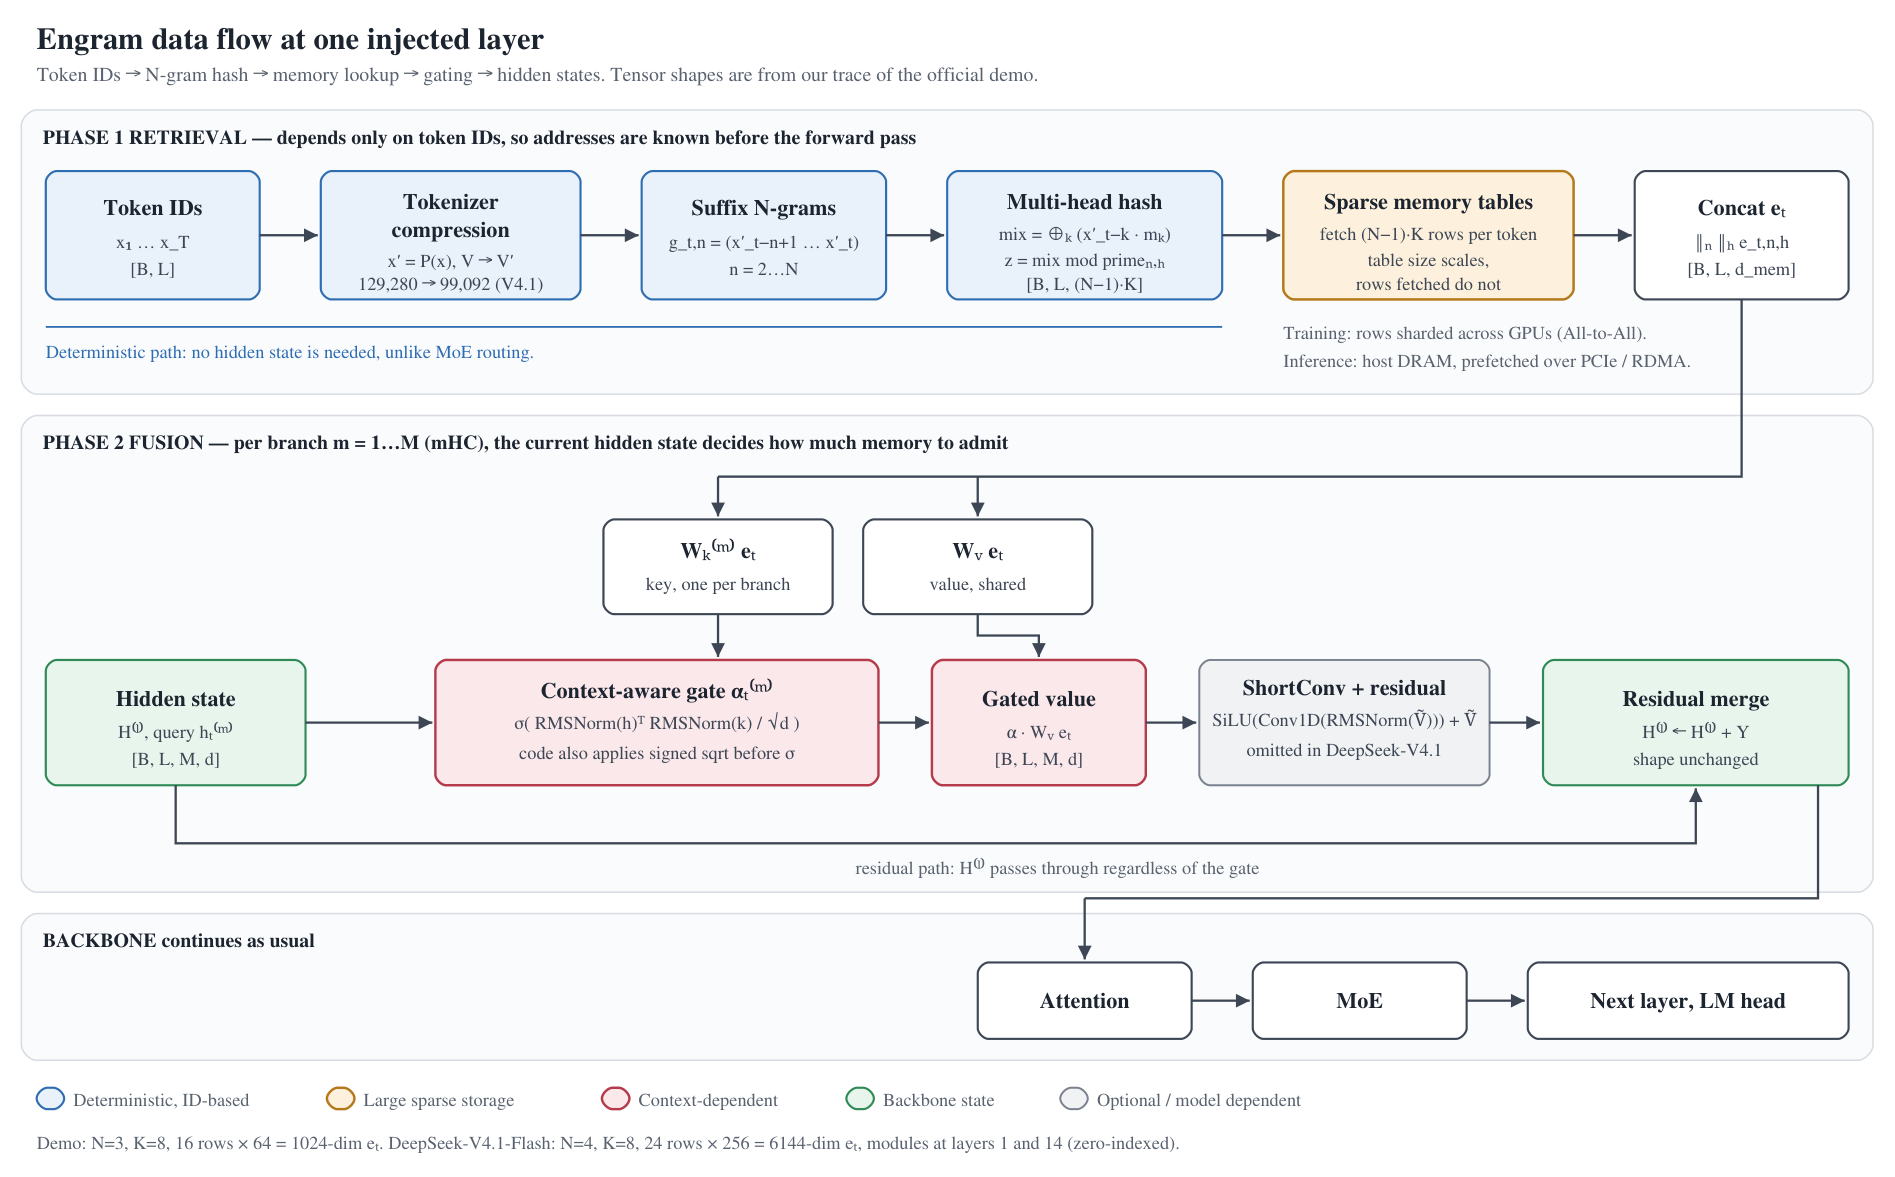 Engram data flow at one injected layer
Token IDs → N-gram hash → memory lookup → gating → hidden states. Tensor shapes are from our trace of the official demo.
PHASE 1 RETRIEVAL — depends only on token IDs, so addresses are known before the forward pass
Token IDs
x₁ … x_T
[B, L]
Tokenizer
compression
x′ = P(x), V → V′
129,280 → 99,092 (V4.1)
Suffix N-grams
g_t,n = (x′_t−n+1 … x′_t)
n = 2…N
Multi-head hash
mix = ⊕ₖ (x′_t−k · mₖ)
z = mix mod primeₙ,ₕ
[B, L, (N−1)·K]
Sparse memory tables
fetch (N−1)·K rows per token
table size scales,
rows fetched do not
Concat eₜ
‖ₙ ‖ₕ e_t,n,h
[B, L, d_mem]
Deterministic path: no hidden state is needed, unlike MoE routing.
Training: rows sharded across GPUs (All-to-All).
Inference: host DRAM, prefetched over PCIe / RDMA.
PHASE 2 FUSION — per branch m = 1…M (mHC), the current hidden state decides how much memory to admit
Wₖ⁽ᵐ⁾ eₜ
key, one per branch
Wᵥ eₜ
value, shared
Hidden state
H⁽ˡ⁾, query hₜ⁽ᵐ⁾
[B, L, M, d]
Context-aware gate αₜ⁽ᵐ⁾
σ( RMSNorm(h)ᵀ RMSNorm(k) / √d )
code also applies signed sqrt before σ
Gated value
α · Wᵥ eₜ
[B, L, M, d]
ShortConv + residual
SiLU(Conv1D(RMSNorm(Ṽ))) + Ṽ
omitted in DeepSeek-V4.1
Residual merge
H⁽ˡ⁾ ← H⁽ˡ⁾ + Y
shape unchanged
residual path: H⁽ˡ⁾ passes through regardless of the gate
BACKBONE continues as usual
Attention
MoE
Next layer, LM head
Deterministic, ID-based
Large sparse storage
Context-dependent
Backbone state
Optional / model dependent
Demo: N=3, K=8, 16 rows × 64 = 1024-dim eₜ. DeepSeek-V4.1-Flash: N=4, K=8, 24 rows × 256 = 6144-dim eₜ, modules at layers 1 and 14 (zero-indexed).